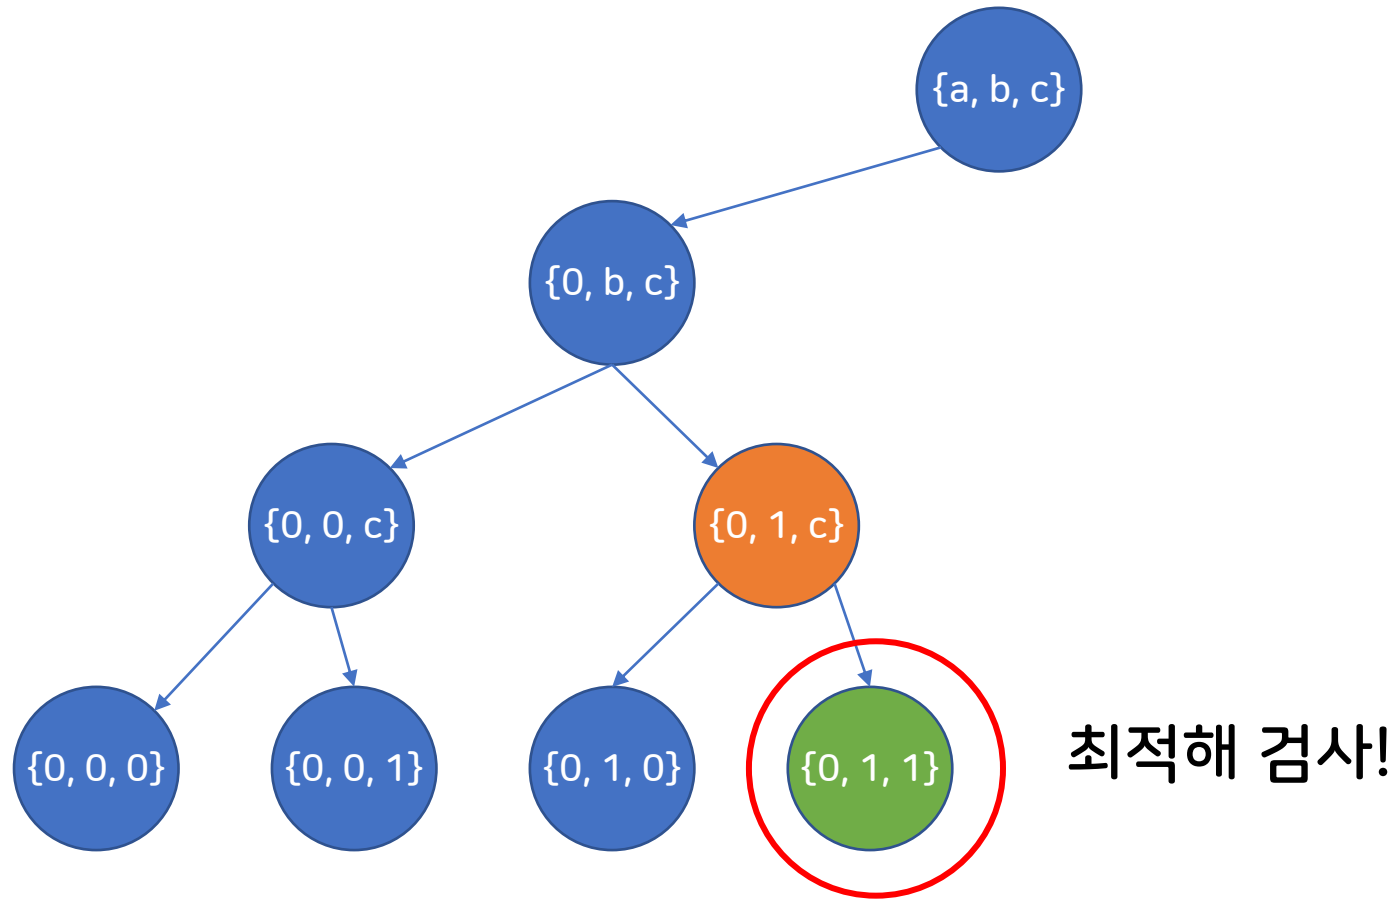 {a, b, c}
{0, b, c}
{0, 0, c}
{0, 1, c}
{0, 0, 0}
{0, 0, 1}
{0, 1, 0}
{0, 1, 1}
최적해 검사!